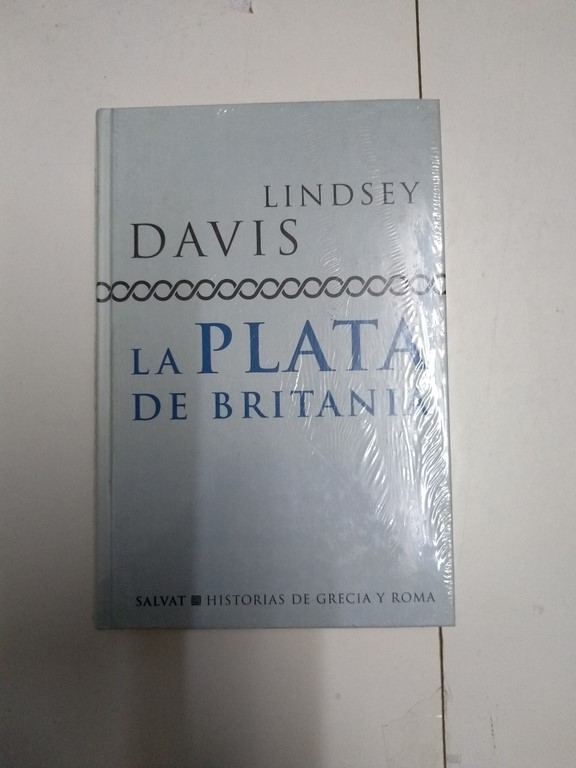 LINDSEY
DAVIS
LA PLATA
DE BRITANIA
SALVAT HISTORIAS DE GRECIA Y ROMA